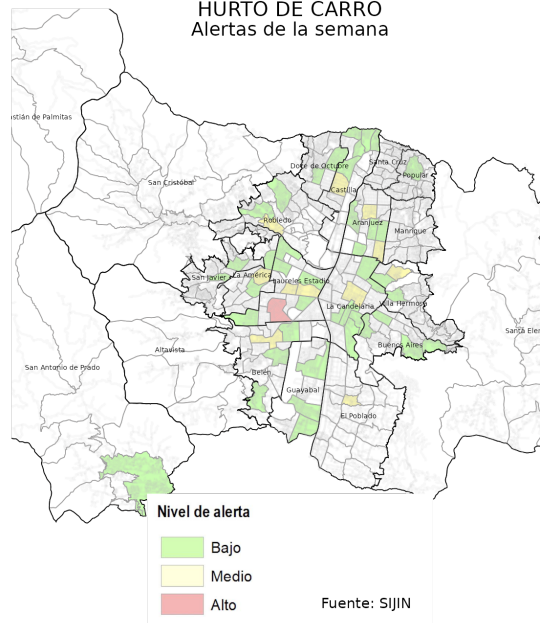 HURTO DE CARRO
Alertas de la semana
astián de Palmitas
San Cristóbal
Doce de Octubre
Santa Cruz
Popular
Castilla
Robledo
Aranjuez
Manrique
San Javier
La América
Laureles Estadio
La Candelaria
Villa Hermosa
Buenos Aires
Santa Elen
Altavista
San Antonio de Prado
Belén
Guayabal
El Poblado
Nivel de alerta
Bajo
Medio
Alto
Fuente: SIJIN